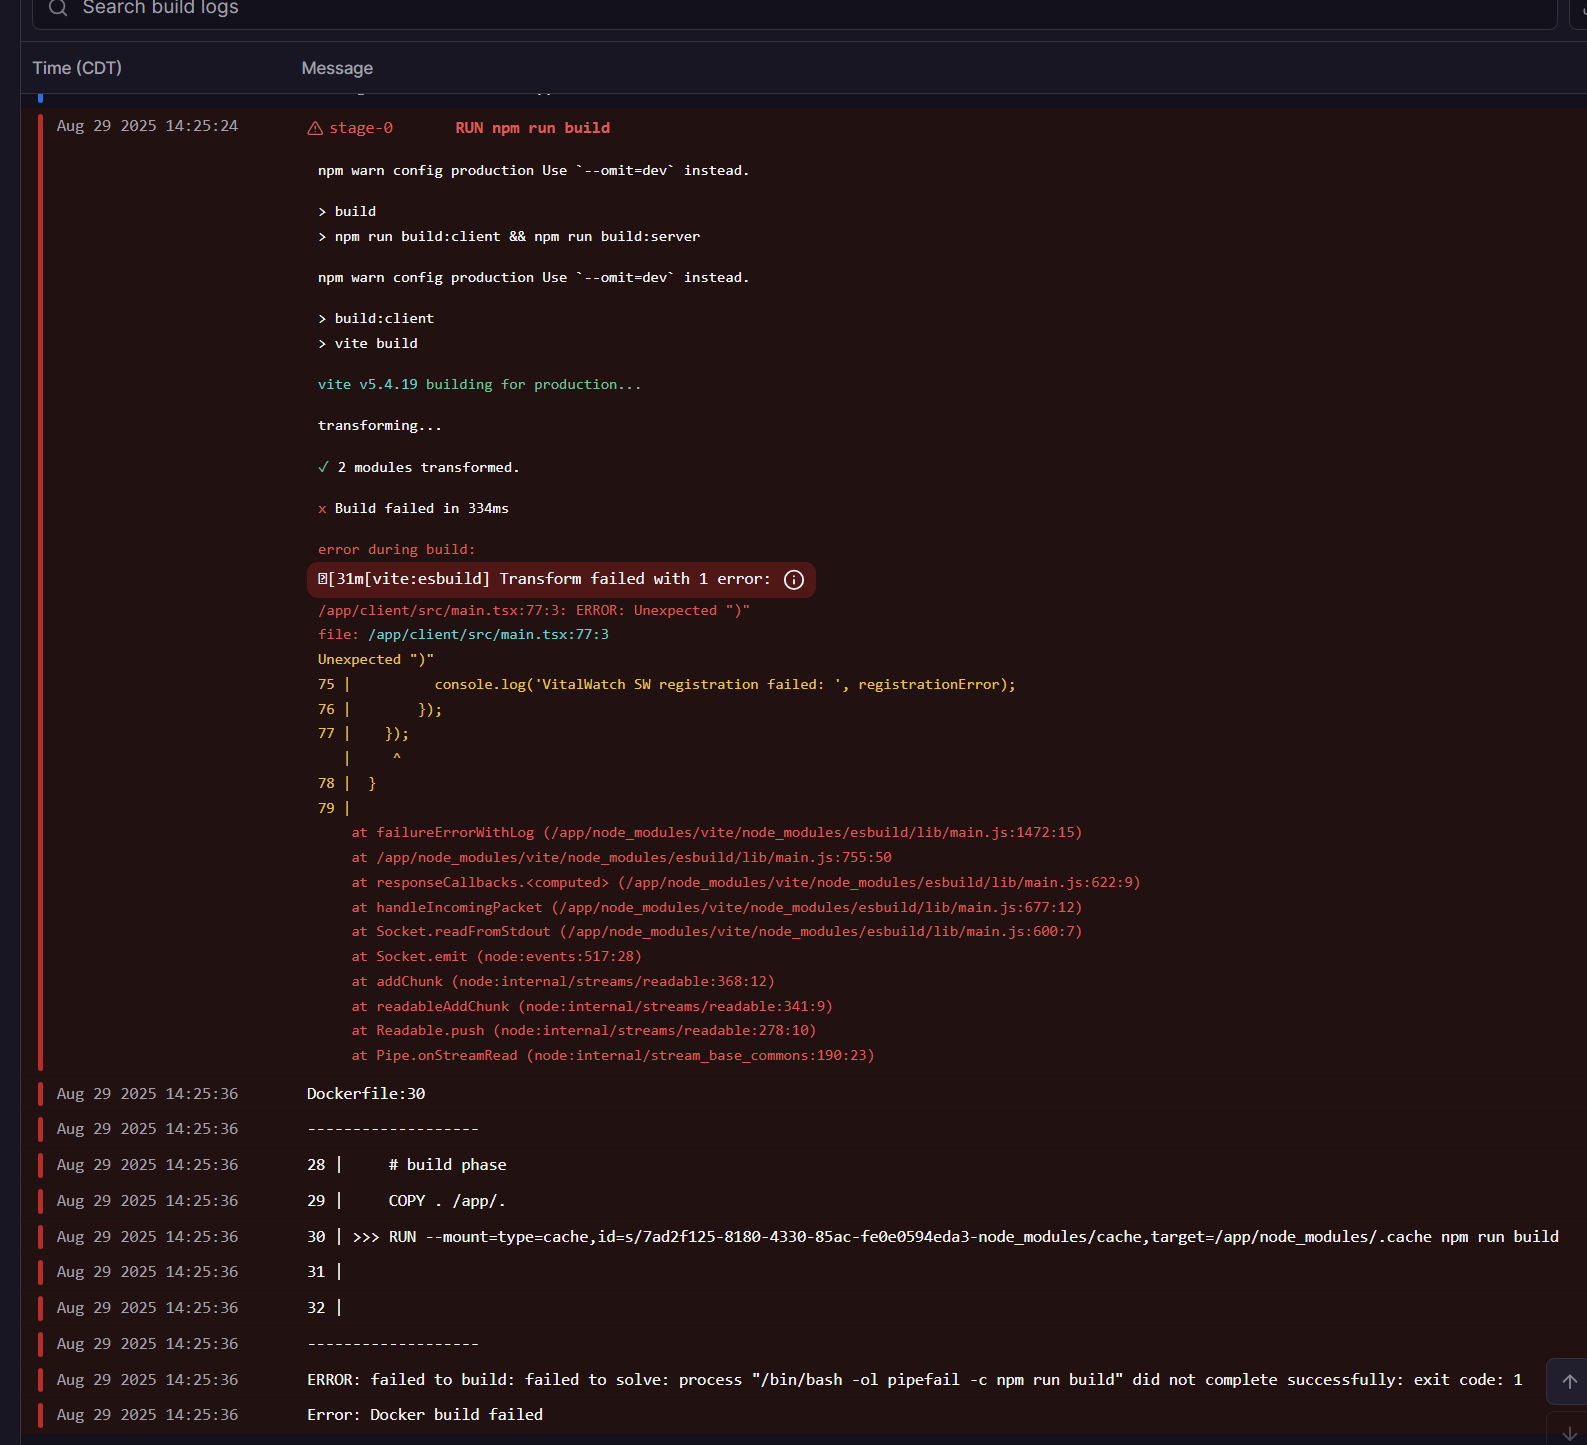 Search build logs
Time (CDT) Message
Aug 29 2025 14:25:24 stage-0 RUN npm run build
npm warn config production Use `--omit=dev` instead.
> build
> npm run build:client && npm run build:server
npm warn config production Use `--omit=dev` instead.
> build:client
> vite build
vite v5.4.19 building for production...
transforming...
✓ 2 modules transformed.
x Build failed in 334ms
error during build:
[31m[vite:esbuild] Transform failed with 1 error:
/app/client/src/main.tsx:77:3: ERROR: Unexpected ")"
file: /app/client/src/main.tsx:77:3
Unexpected ")"
75 |          console.log('VitalWatch SW registration failed: ', registrationError);
76 |        });
77 |    });
   |     ^
78 |  }
79 |
at failureErrorWithLog (/app/node_modules/vite/node_modules/esbuild/lib/main.js:1472:15)
at /app/node_modules/vite/node_modules/esbuild/lib/main.js:755:50
at responseCallbacks.<computed> (/app/node_modules/vite/node_modules/esbuild/lib/main.js:622:9)
at handleIncomingPacket (/app/node_modules/vite/node_modules/esbuild/lib/main.js:677:12)
at Socket.readFromStdout (/app/node_modules/vite/node_modules/esbuild/lib/main.js:600:7)
at Socket.emit (node:events:517:28)
at addChunk (node:internal/streams/readable:368:12)
at readableAddChunk (node:internal/streams/readable:341:9)
at Readable.push (node:internal/streams/readable:278:10)
at Pipe.onStreamRead (node:internal/stream_base_commons:190:23)
Aug 29 2025 14:25:36 Dockerfile:30
Aug 29 2025 14:25:36 -------------------
Aug 29 2025 14:25:36 28 |     # build phase
Aug 29 2025 14:25:36 29 |     COPY . /app/.
Aug 29 2025 14:25:36 30 | >>> RUN --mount=type=cache,id=s/7ad2f125-8180-4330-85ac-fe0e0594eda3-node_modules/cache,target=/app/node_modules/.cache npm run build
Aug 29 2025 14:25:36 31 |
Aug 29 2025 14:25:36 32 |
Aug 29 2025 14:25:36 -------------------
Aug 29 2025 14:25:36 ERROR: failed to build: failed to solve: process "/bin/bash -ol pipefail -c npm run build" did not complete successfully: exit code: 1
Aug 29 2025 14:25:36 Error: Docker build failed